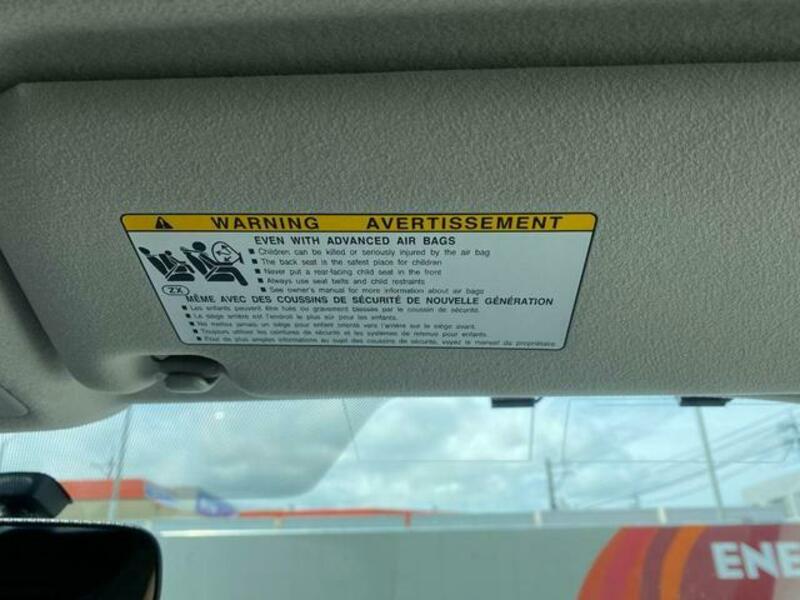 WARNING AVERTISSEMENT
EVEN WITH ADVANCED AIR BAGS
■ Children can be killed or seriously injured by the air bag
■ The back seat is the safest place for children
■ Never put a rear-facing child seat in the front
■ Always use seat belts and child restraints
■ See owner's manual for more information about air bags
ZX
MÊME AVEC DES COUSSINS DE SÉCURITÉ DE NOUVELLE GÉNÉRATION
■ Les enfants peuvent être tués ou gravement blessés par le coussin de sécurité.
■ Le siège arrière est l'endroit le plus sûr pour les enfants.
■ Ne mettez jamais un siège pour enfant orienté vers l'arrière sur le siège avant.
■ Toujours utiliser les ceintures de sécurité et les systèmes de retenue pour enfants.
■ Pour de plus amples informations au sujet des coussins de sécurité, voyez le manuel du propriétaire.
ENE